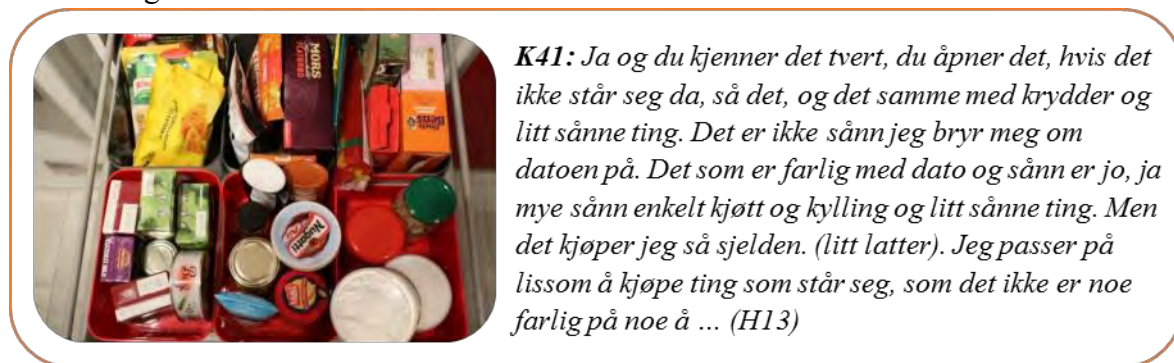 K41: Ja og du kjenner det tvert, du åpner det, hvis det
ikke står seg da, så det, og det samme med krydder og
litt sånne ting. Det er ikke sånn jeg bryr meg om
datoen på. Det som er farlig med dato og sånn er jo, ja
mye sånn enkelt kjøtt og kylling og litt sånne ting. Men
det kjøper jeg så sjelden. (litt latter). Jeg passer på
lissom å kjøpe ting som står seg, som det ikke er noe
farlig på noe å … (H13)
MORS
Knorr
Uncle
Ben's
Nugatti